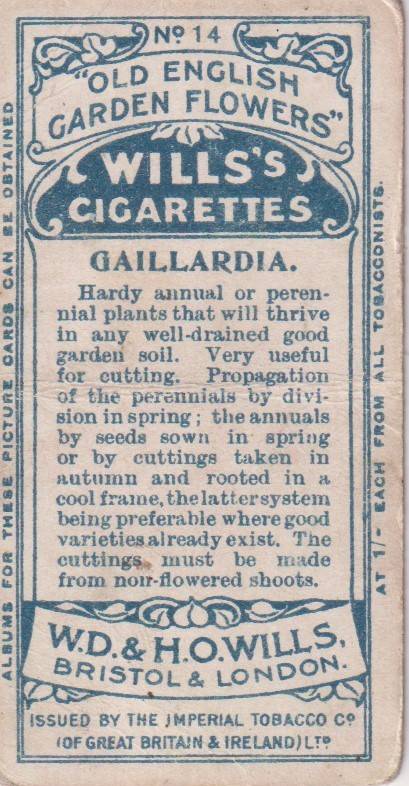 Nº 14
"OLD ENGLISH
GARDEN FLOWERS"
WILLS'S
CIGARETTES
GAILLARDIA.
Hardy annual or peren-
nial plants that will thrive
in any well-drained good
garden soil. Very useful
for cutting. Propagation
of the perennials by divi-
sion in spring; the annuals
by seeds sown in spring
or by cuttings taken in
autumn and rooted in a
cool frame, the latter system
being preferable where good
varieties already exist. The
cuttings must be made
from non-flowered shoots.
W.D. & H.O. WILLS,
BRISTOL & LONDON.
ISSUED BY THE IMPERIAL TOBACCO Cº
(OF GREAT BRITAIN & IRELAND) LTD
ALBUMS FOR THESE PICTURE CARDS CAN BE OBTAINED
AT 1/- EACH FROM ALL TOBACCONISTS.